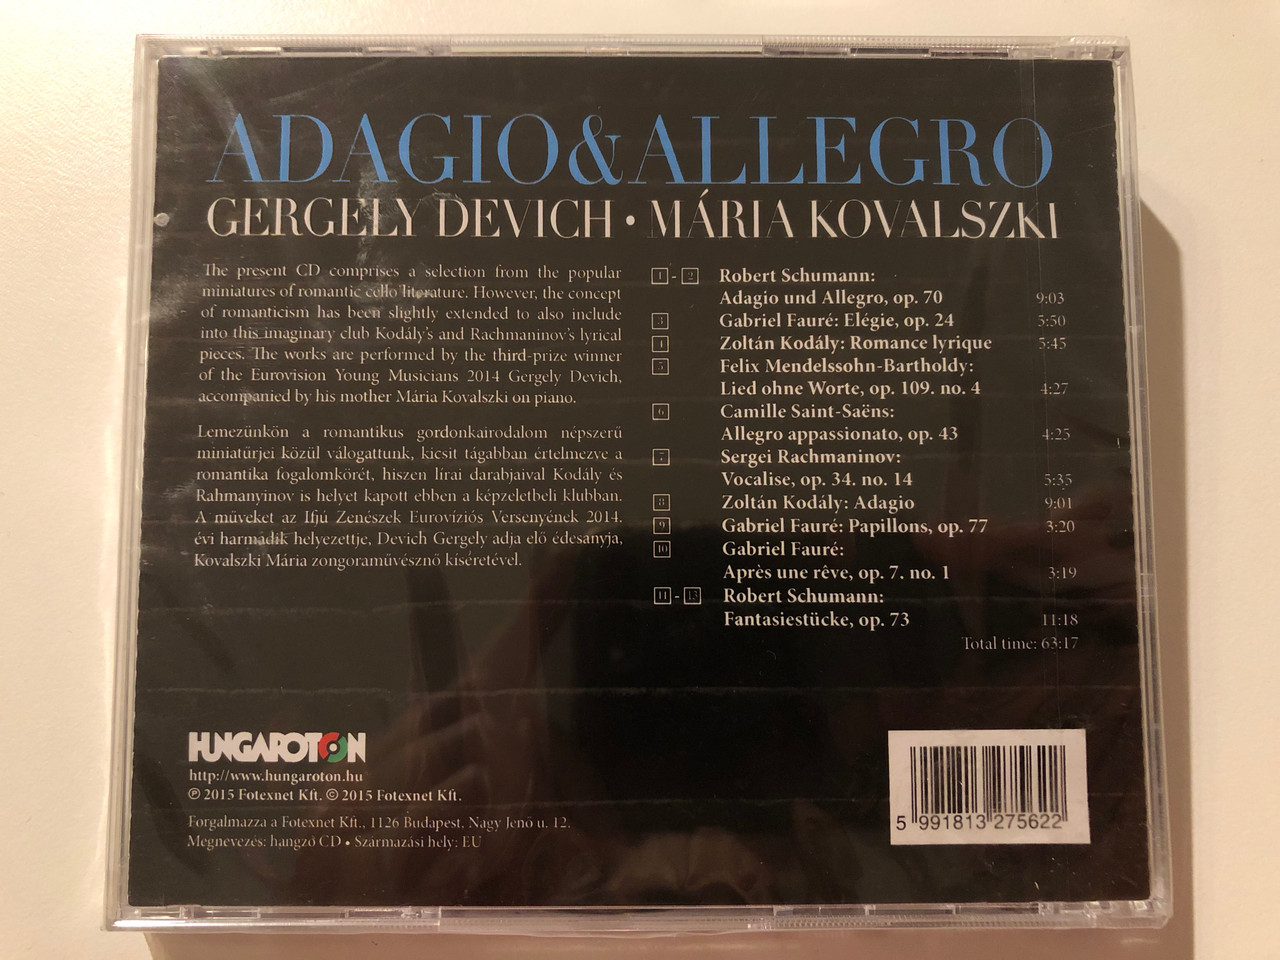 ADAGIO&ALLEGRO
GERGELY DEVICH • MÁRIA KOVALSZKI
The present CD comprises a selection from the popular
miniatures of romantic cello literature. However, the concept
of romanticism has been slightly extended to also include
into this imaginary club Kodály's and Rachmaninov's lyrical
pieces. The works are performed by the third-prize winner
of the Eurovision Young Musicians 2014 Gergely Devich,
accompanied by his mother Mária Kovalszki on piano.
Lemezünkön a romantikus gordonkairodalom népszerű
miniatűrjei közül válogattunk, kicsit tágabban értelmezve a
romantika fogalomkörét, hiszen lírai darabjaival Kodály és
Rahmanyinov is helyet kapott ebben a képzeletbeli klubban.
A műveket az Ifjú Zenészek Eurovíziós Versenyének 2014.
évi harmadik helyezettje, Devich Gergely adja elő édesanyja,
Kovalszki Mária zongoraművésznő kíséretével.
1 - 2 Robert Schumann:
Adagio und Allegro, op. 70 9:03
3 Gabriel Fauré: Elégie, op. 24 5:50
4 Zoltán Kodály: Romance lyrique 5:45
5 Felix Mendelssohn-Bartholdy:
Lied ohne Worte, op. 109. no. 4 4:27
6 Camille Saint-Saëns:
Allegro appassionato, op. 43 4:25
7 Sergei Rachmaninov:
Vocalise, op. 34. no. 14 5:35
8 Zoltán Kodály: Adagio 9:01
9 Gabriel Fauré: Papillons, op. 77 3:20
10 Gabriel Fauré:
Après une rêve, op. 7. no. 1 3:19
11 - 13 Robert Schumann:
Fantasiestücke, op. 73 11:18
Total time: 63:17
HUNGAROTON
http://www.hungaroton.hu
℗ 2015 Fotexnet Kft. © 2015 Fotexnet Kft.
Forgalmazza a Fotexnet Kft., 1126 Budapest, Nagy Jenő u. 12.
Megnevezés: hangzó CD • Származási hely: EU
5 991813 275622